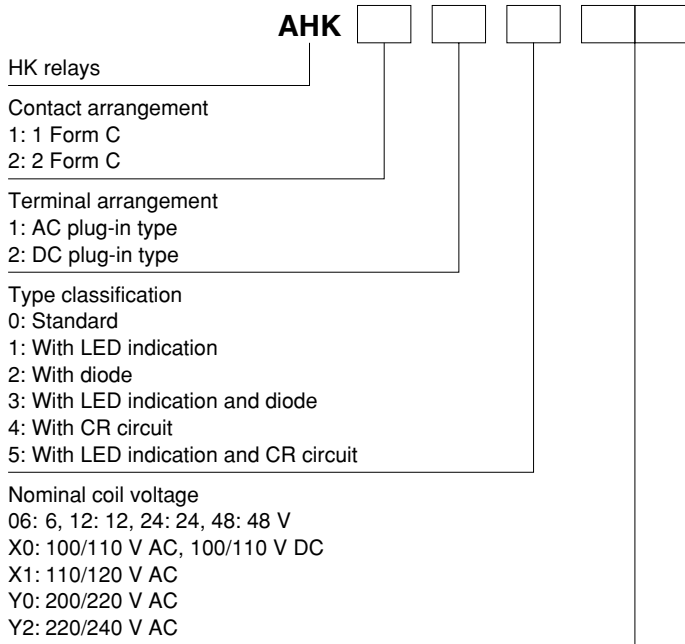 AHK
HK relays
Contact arrangement
1: 1 Form C
2: 2 Form C
Terminal arrangement
1: AC plug-in type
2: DC plug-in type
Type classification
0: Standard
1: With LED indication
2: With diode
3: With LED indication and diode
4: With CR circuit
5: With LED indication and CR circuit
Nominal coil voltage
06: 6, 12: 12, 24: 24, 48: 48 V
X0: 100/110 V AC, 100/110 V DC
X1: 110/120 V AC
Y0: 200/220 V AC
Y2: 220/240 V AC